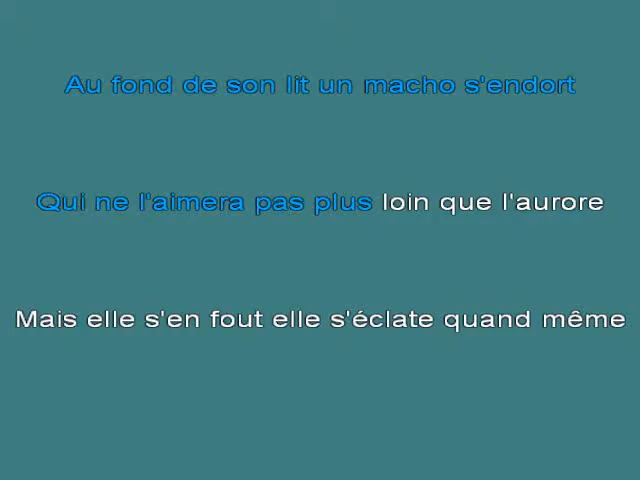 Au fond de son lit un macho s'endort
Qui ne l'aimera pas plus loin que l'aurore
Mais elle s'en fout elle s'éclate quand même